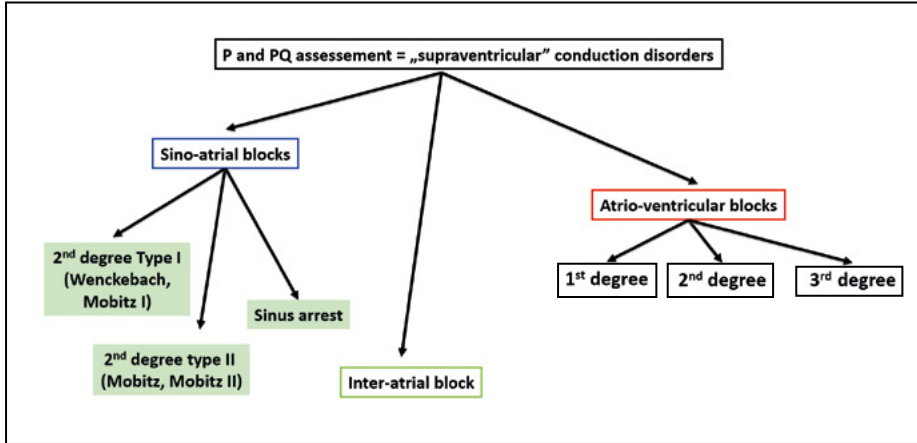 P and PQ assessement = „supraventricular” conduction disorders
Sino-atrial blocks
Atrio-ventricular blocks
2nd degree Type I
(Wenckebach,
Mobitz I)
1st degree
2nd degree
3rd degree
Sinus arrest
2nd degree type II
(Mobitz, Mobitz II)
Inter-atrial block